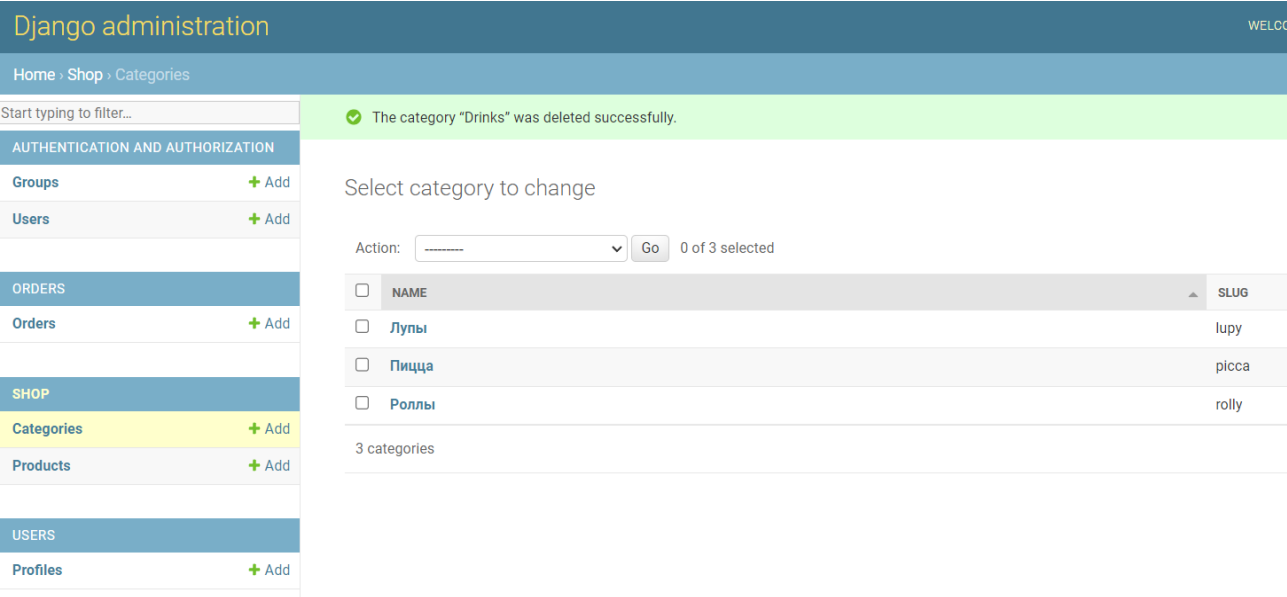 Django administration
WELCO
Home › Shop › Categories
Start typing to filter...
The category “Drinks” was deleted successfully.
AUTHENTICATION AND AUTHORIZATION
Groups + Add
Users + Add
ORDERS
Orders + Add
SHOP
Categories + Add
Products + Add
USERS
Profiles + Add
Select category to change
Action: --------- Go 0 of 3 selected
NAME SLUG
Лупы lupy
Пицца picca
Роллы rolly
3 categories